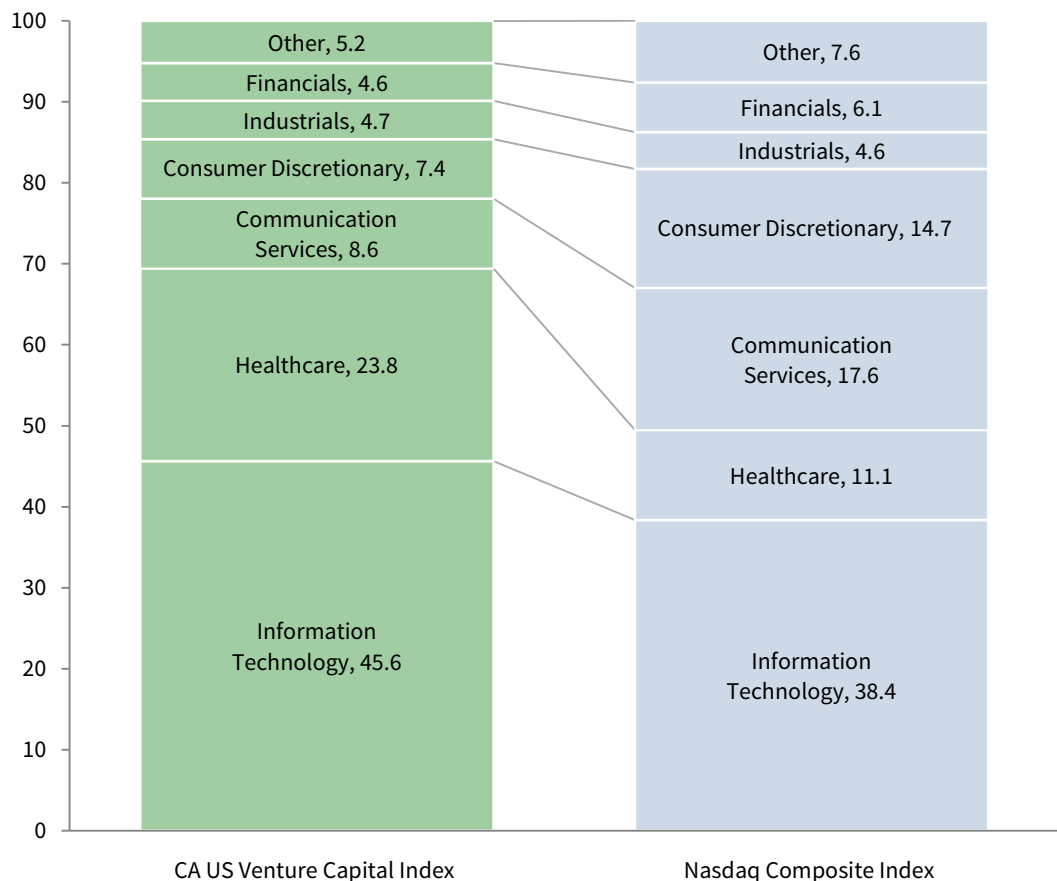 100
90
80
70
60
50
40
30
20
10
0
Other, 5.2
Financials, 4.6
Industrials, 4.7
Consumer Discretionary, 7.4
Communication
Services, 8.6
Healthcare, 23.8
Information
Technology, 45.6
Other, 7.6
Financials, 6.1
Industrials, 4.6
Consumer Discretionary, 14.7
Communication
Services, 17.6
Healthcare, 11.1
Information
Technology, 38.4
CA US Venture Capital Index
Nasdaq Composite Index